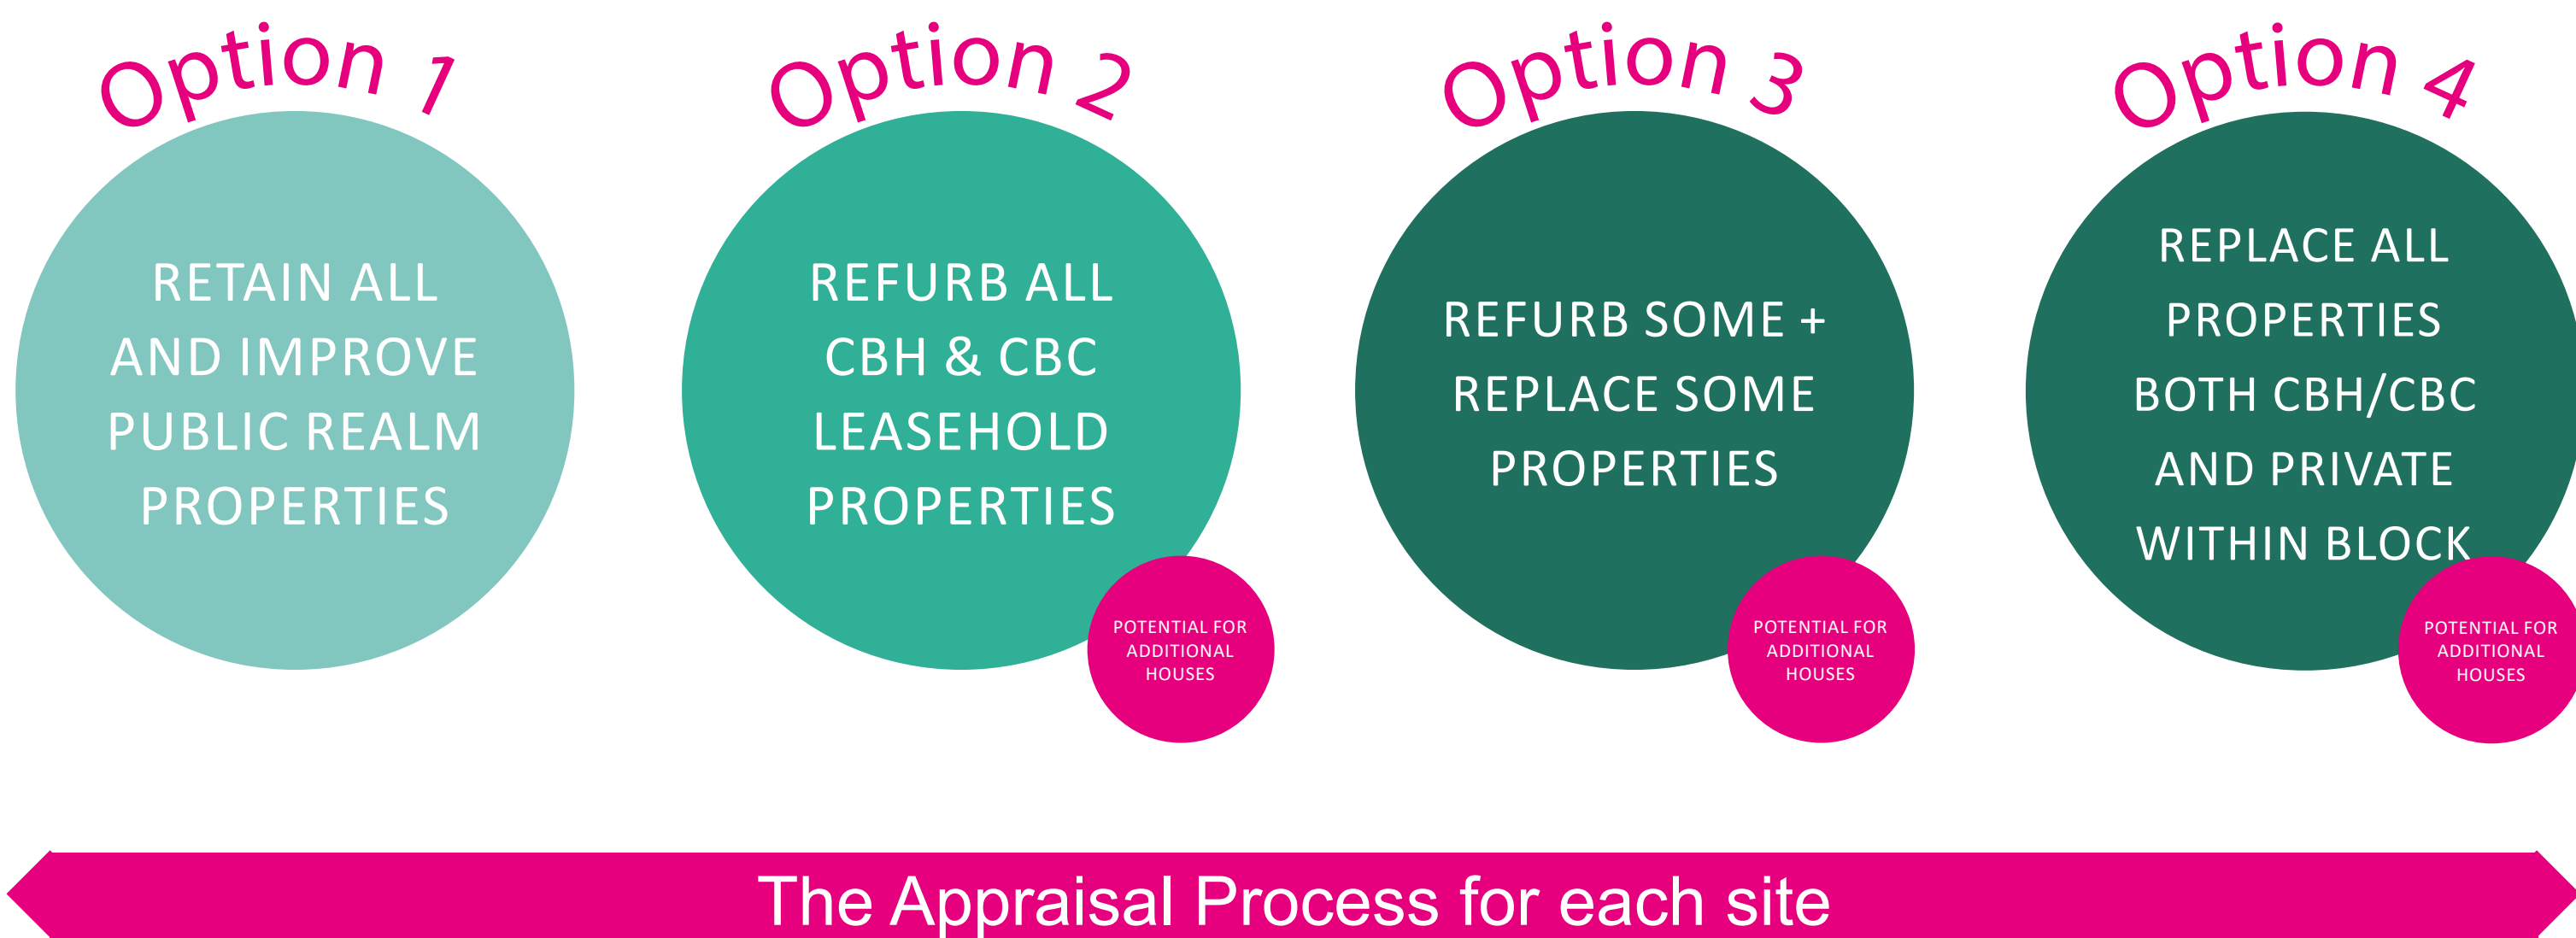 Option 1
RETAIN ALL
AND IMPROVE
PUBLIC REALM
PROPERTIES
Option 2
REFURB ALL
CBH & CBC
LEASEHOLD
PROPERTIES
POTENTIAL FOR
ADDITIONAL
HOUSES
Option 3
REFURB SOME +
REPLACE SOME
PROPERTIES
POTENTIAL FOR
ADDITIONAL
HOUSES
Option 4
REPLACE ALL
PROPERTIES
BOTH CBH/CBC
AND PRIVATE
WITHIN BLOCK
POTENTIAL FOR
ADDITIONAL
HOUSES
The Appraisal Process for each site